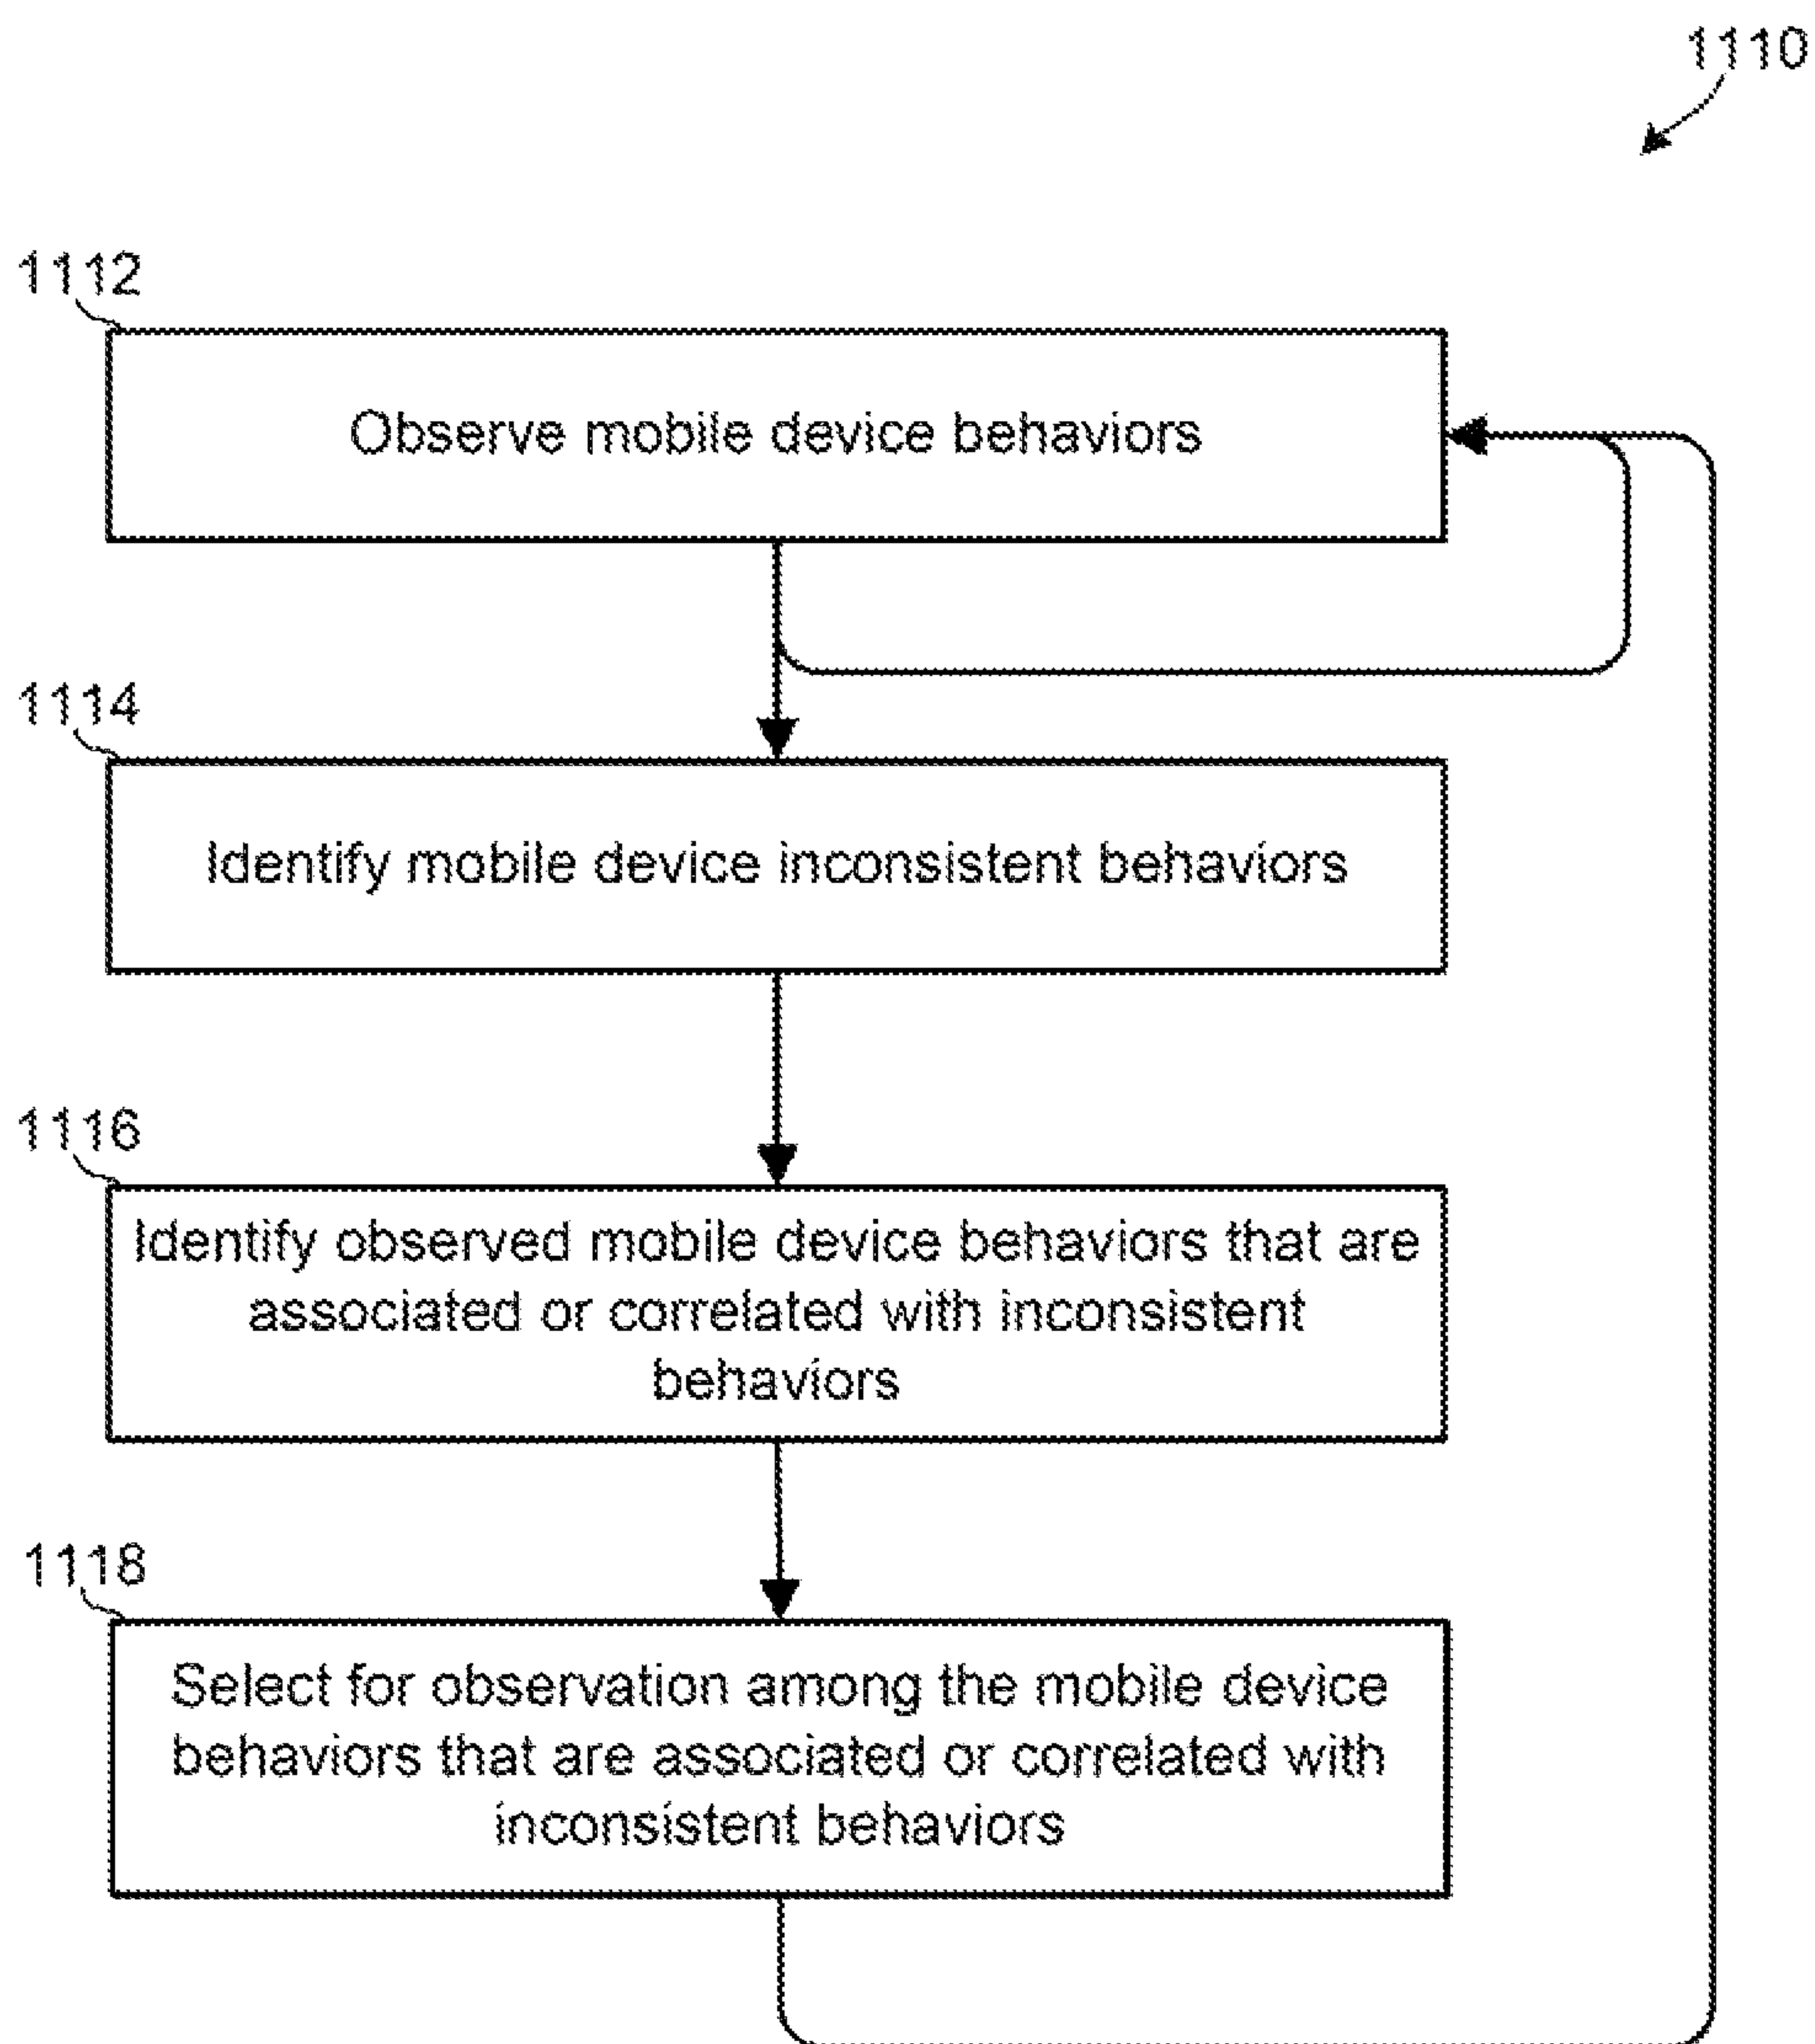 1110
1112
Observe mobile device behaviors
1114
Identify mobile device inconsistent behaviors
1116
Identify observed mobile device behaviors that are
associated or correlated with inconsistent
behaviors
1118
Select for observation among the mobile device
behaviors that are associated or correlated with
inconsistent behaviors